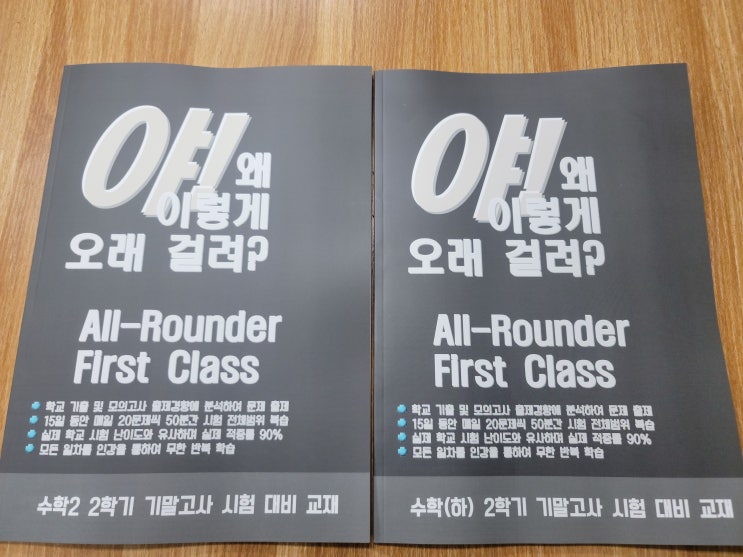 야! 왜
이렇게
오래 걸려?
All-Rounder
First Class
학교 기출 및 모의고사 출제경향에 분석하여 문제 출제
15일 동안 매일 20문제씩 50분간 시험 전체범위 복습
실제 학교 시험 난이도와 유사하며 실제 적중률 90%
모든 일차를 인강을 통하여 무한 반복 학습
수학2 2학기 기말고사 시험 대비 교재
야! 왜
이렇게
오래 걸려?
All-Rounder
First Class
학교 기출 및 모의고사 출제경향에 분석하여 문제 출제
15일 동안 매일 20문제씩 50분간 시험 전체범위 복습
실제 학교 시험 난이도와 유사하며 실제 적중률 90%
모든 일차를 인강을 통하여 무한 반복 학습
수학(하) 2학기 기말고사 시험 대비 교재